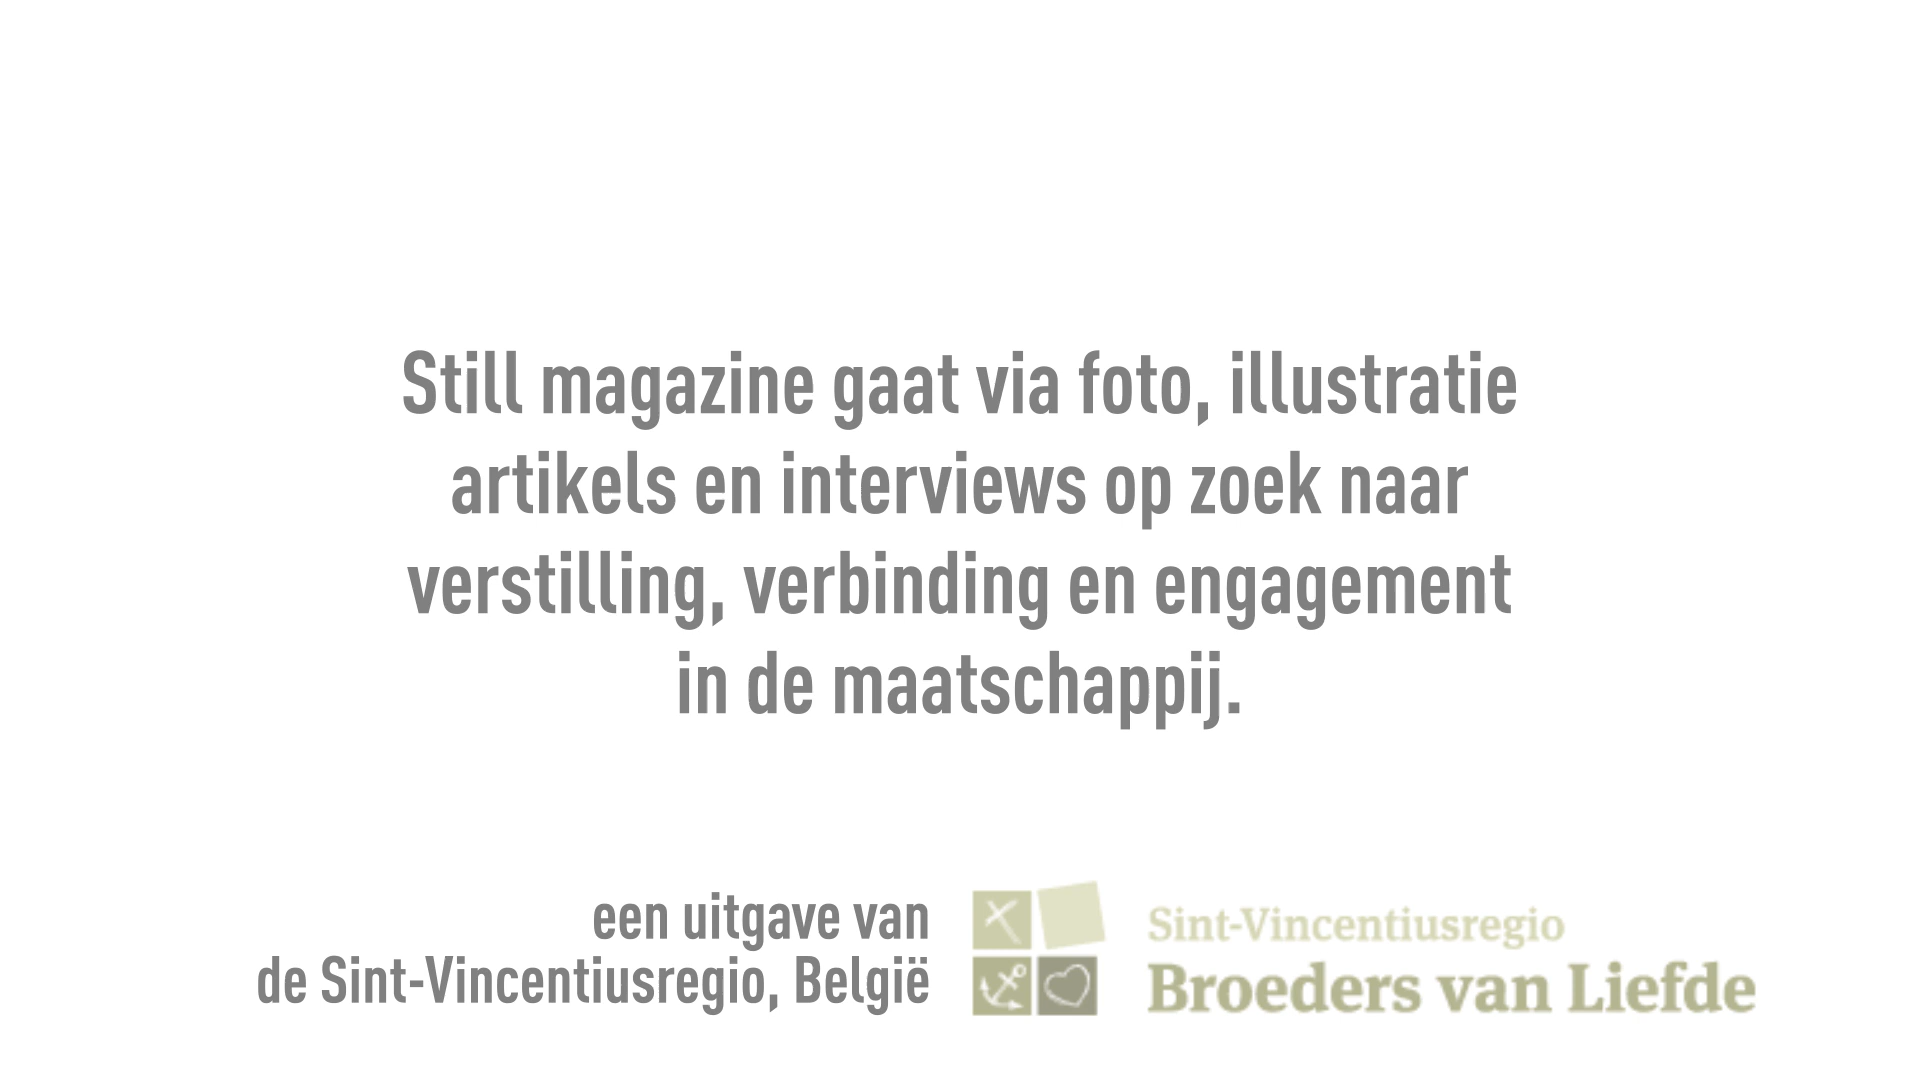 Still magazine gaat via foto, illustratie
artikels en interviews op zoek naar
verstilling, verbinding en engagement
in de maatschappij.
een uitgave van
de Sint-Vincentiusregio, België
Sint-Vincentiusregio
Broeders van Liefde